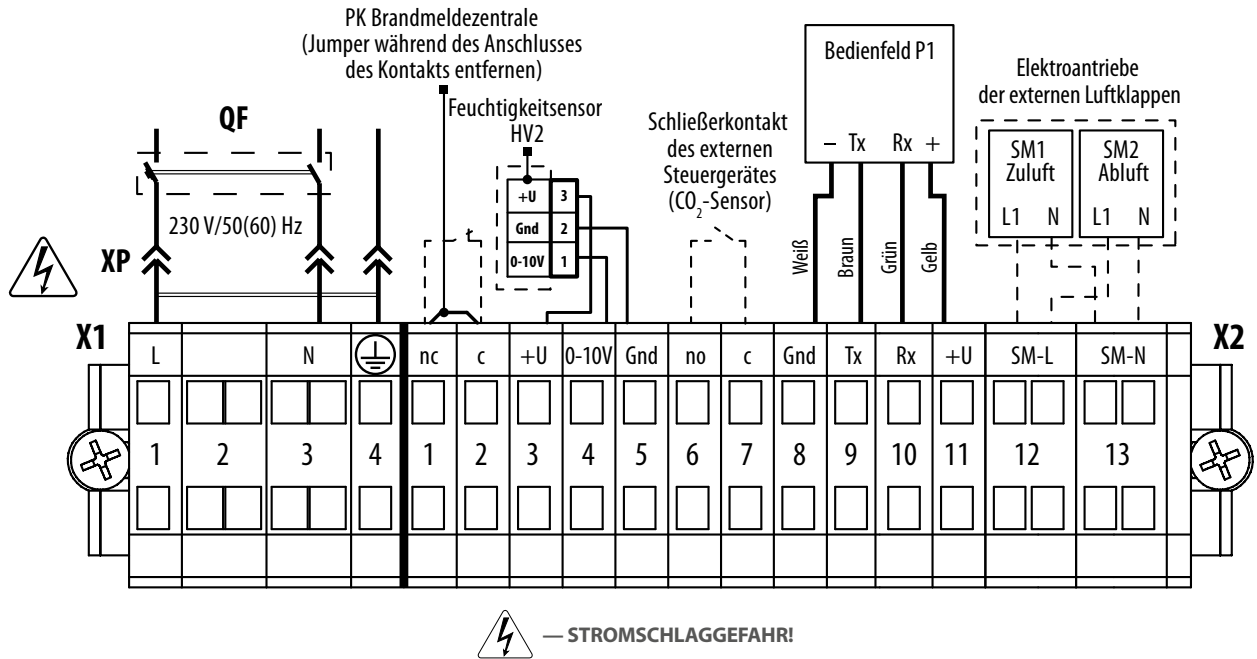 PK Brandmeldezentrale
(Jumper während des Anschlusses
des Kontakts entfernen)
Feuchtigkeitsensor
HV2
+U 3
Gnd 2
0-10V 1
QF
230 V/50(60) Hz
XP
Schließerkontakt
des externen
Steuergerätes
(CO₂-Sensor)
Bedienfeld P1
– Tx Rx +
Weiß
Braun
Grün
Gelb
Elektroantriebe
der externen Luftklappen
SM1
Zuluft
L1 N
SM2
Abluft
L1 N
X1
X2
L N nc c +U 0-10V Gnd no c Gnd Tx Rx +U SM-L SM-N
1 2 3 4 1 2 3 4 5 6 7 8 9 10 11 12 13
— STROMSCHLAGGEFAHR!